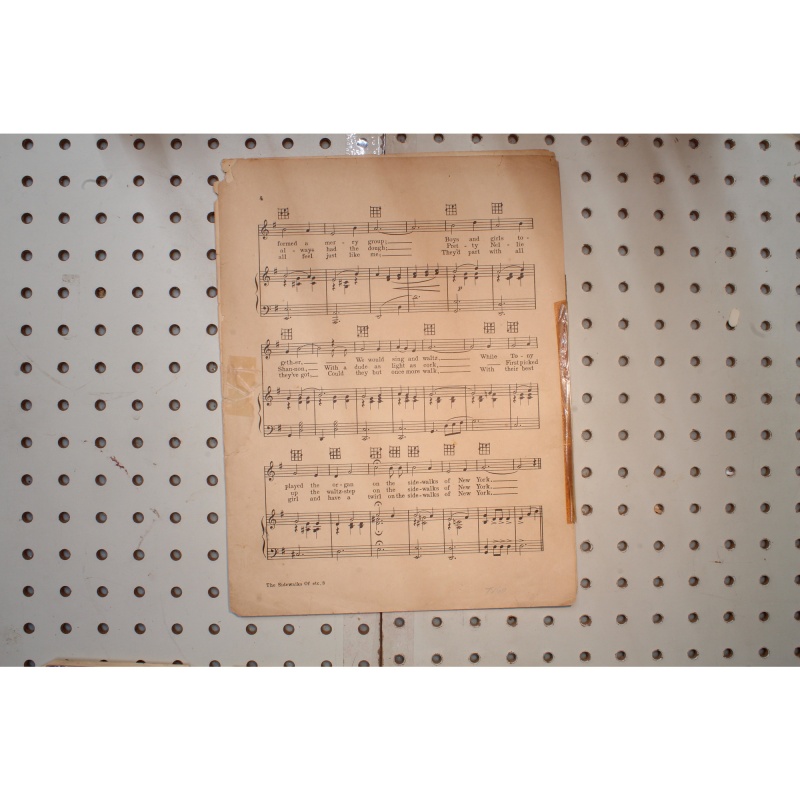 4
formed a mer - ry group; Boys and girls to-
al - ways had the dough; Pret - ty Nel - lie
all feel just like me, They'd part with all
geth-er, We would sing and waltz While To - ny
Shan-non, With a dude as light as cork, First picked
they've got, Could they but once more walk With their best
played the or-gan on the side-walks of New York.
up the waltz-step on the side-walks of New York.
girl and have a twirl on the side-walks of New York.
The Sidewalks Of etc. 3